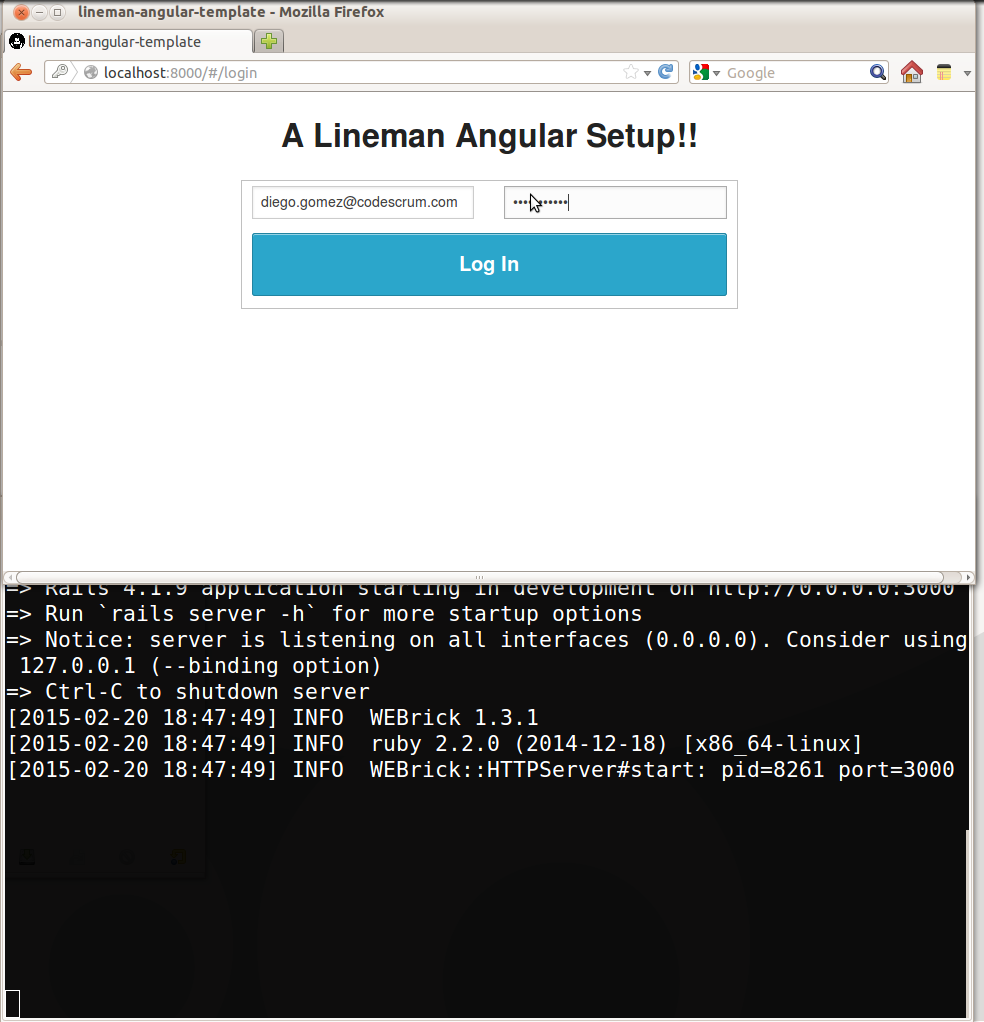 lineman-angular-template - Mozilla Firefox
lineman-angular-template
localhost:8000/#/login
Google
A Lineman Angular Setup!!
diego.gomez@codescrum.com
•••••••••••
Log In
=> Rails 4.1.9 application starting in development on http://0.0.0.0:3000
=> Run `rails server -h` for more startup options
=> Notice: server is listening on all interfaces (0.0.0.0). Consider using
 127.0.0.1 (--binding option)
=> Ctrl-C to shutdown server
[2015-02-20 18:47:49] INFO  WEBrick 1.3.1
[2015-02-20 18:47:49] INFO  ruby 2.2.0 (2014-12-18) [x86_64-linux]
[2015-02-20 18:47:49] INFO  WEBrick::HTTPServer#start: pid=8261 port=3000